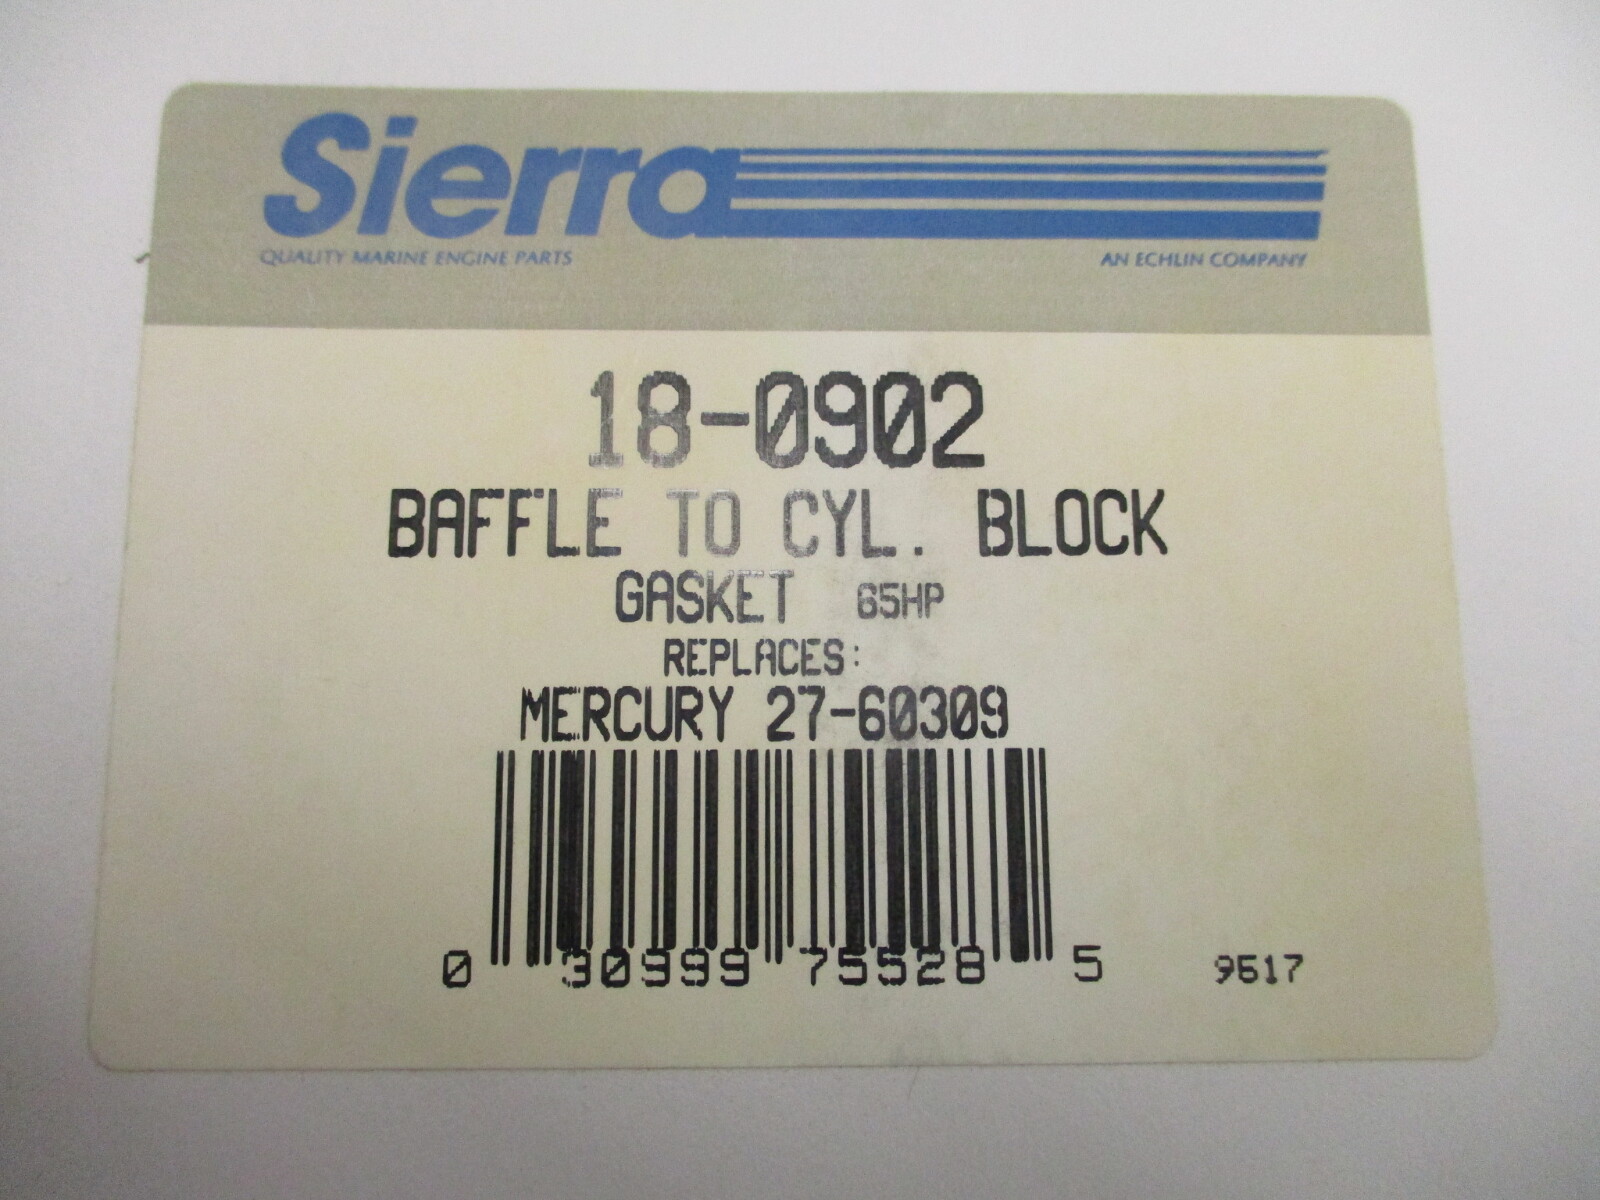 Sierra
QUALITY MARINE ENGINE PARTS AN ECHLIN COMPANY
18-0902
BAFFLE TO CYL. BLOCK
GASKET 65HP
REPLACES:
MERCURY 27-60309
0 30999 75528 5 9617